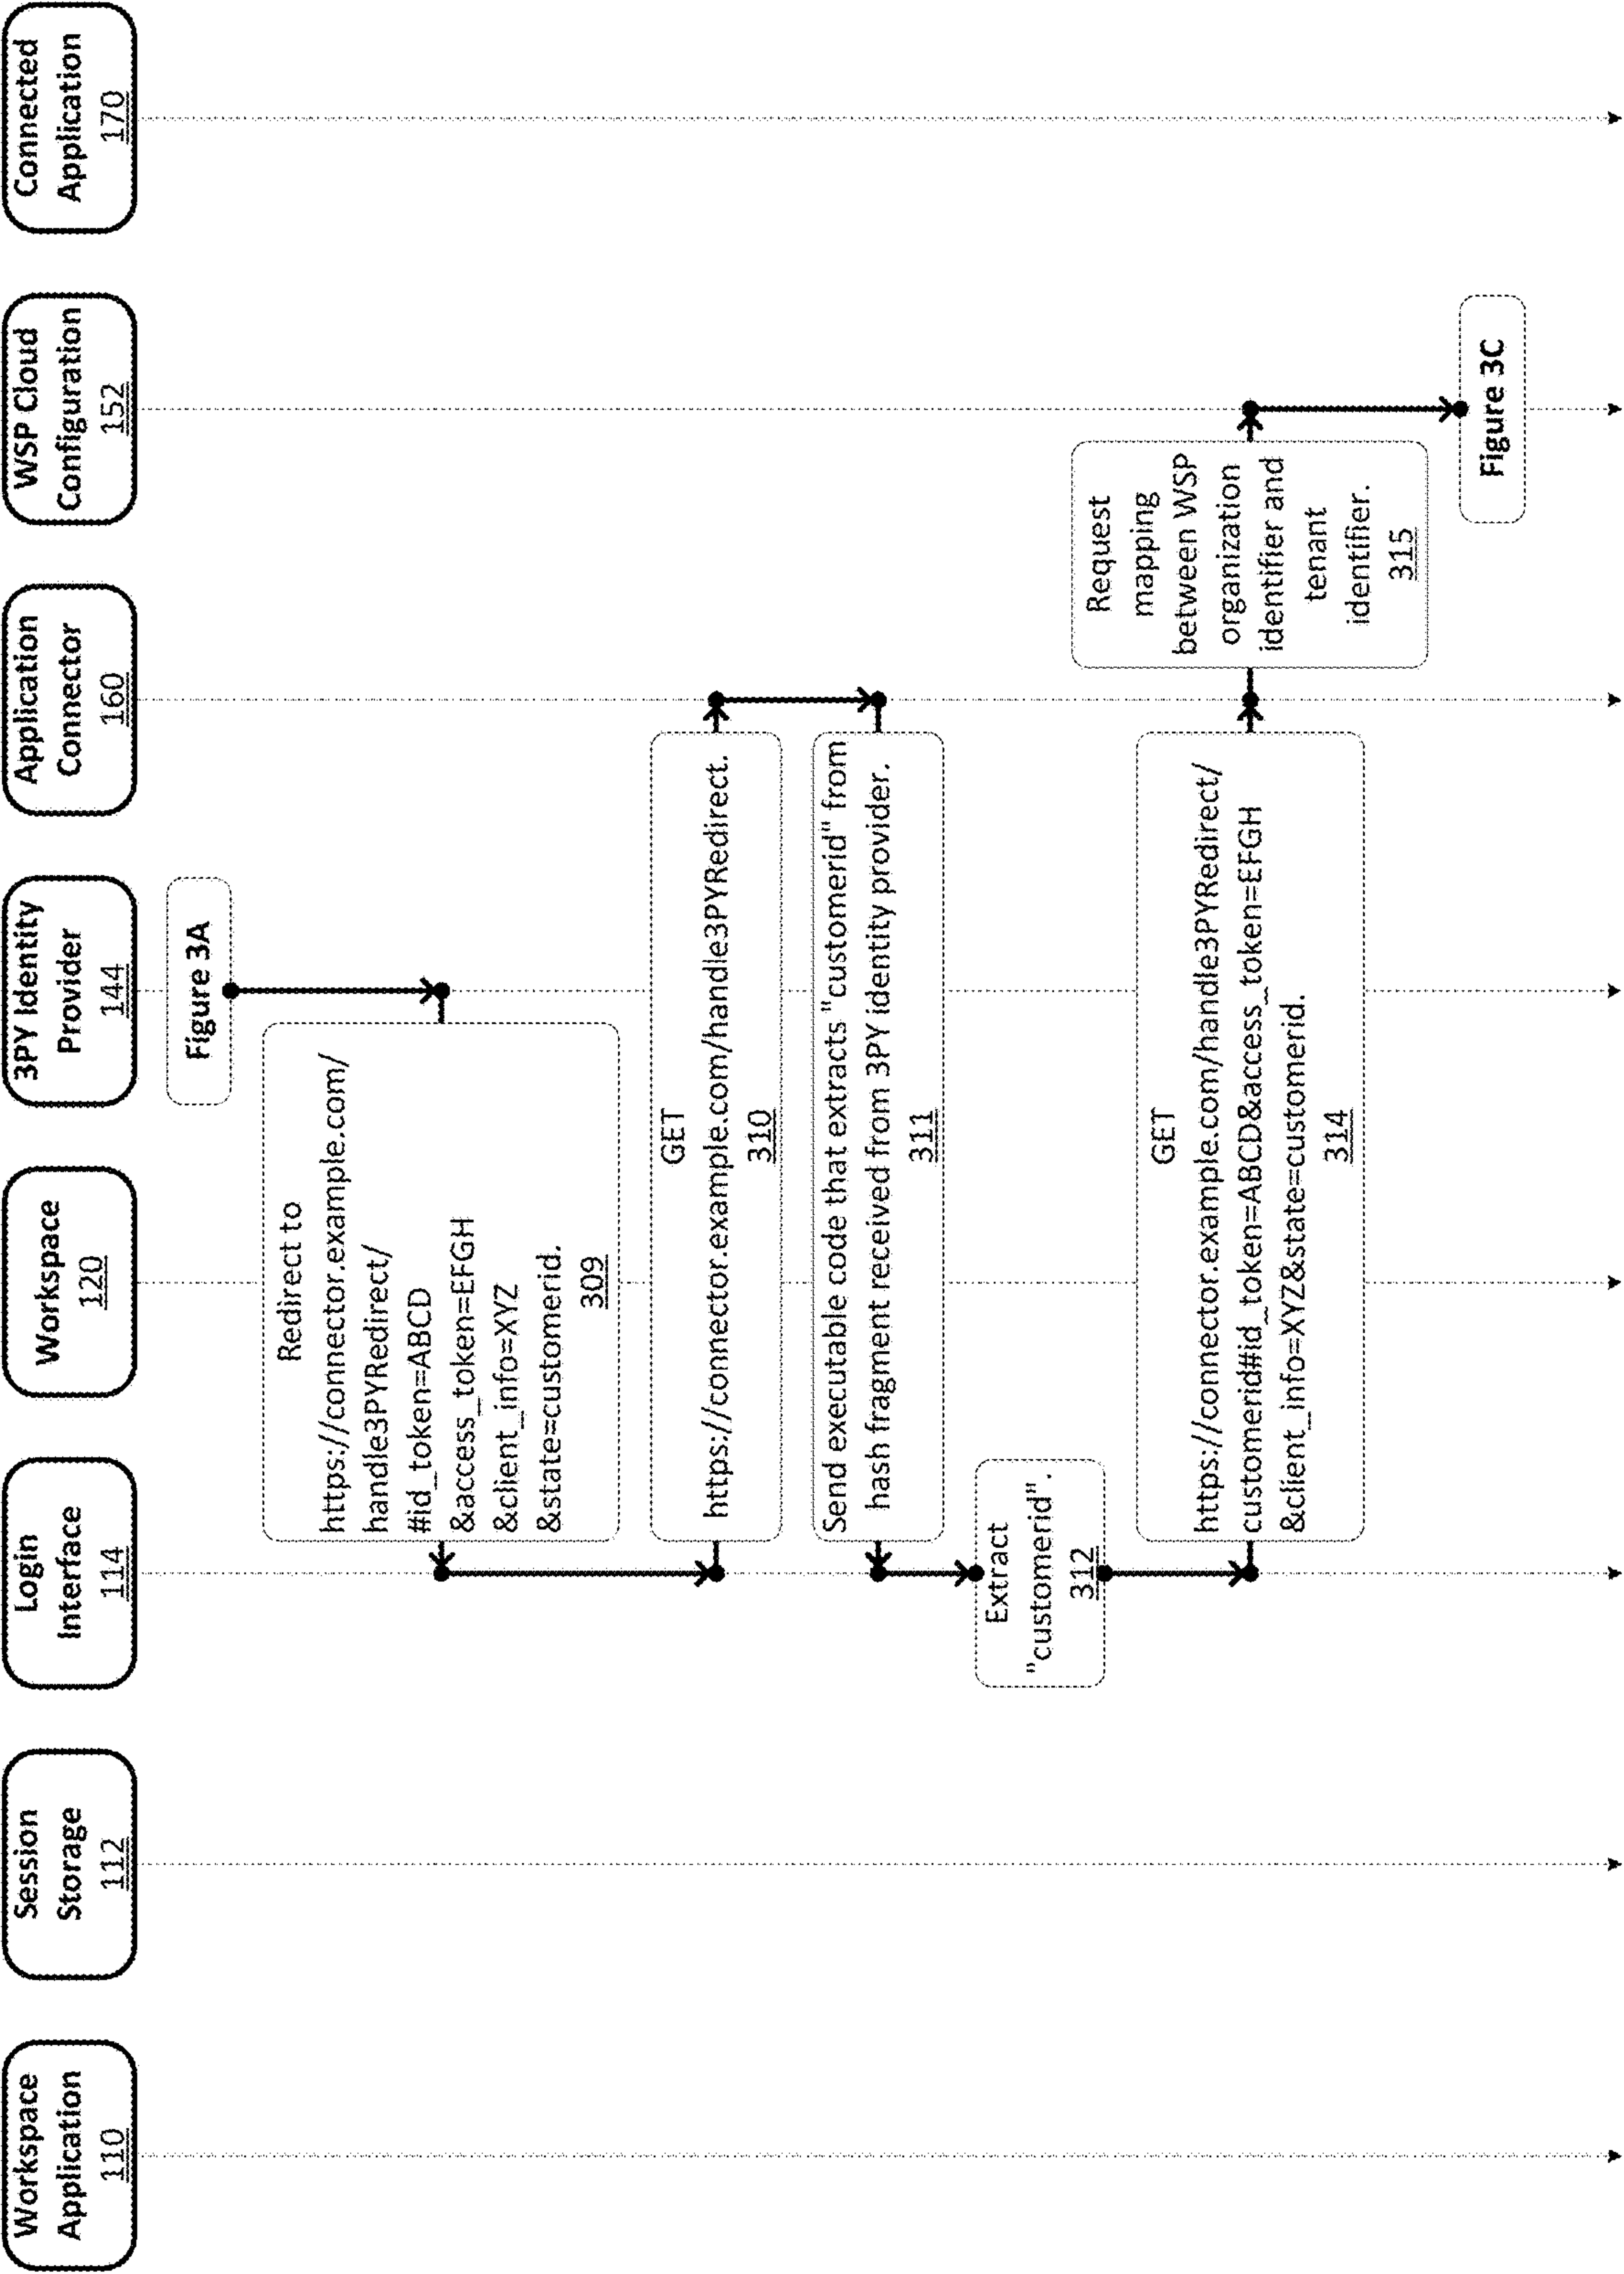 Workspace
Application
110
Session
Storage
112
Login
Interface
114
Workspace
120
3PY Identity
Provider
144
Application
Connector
160
WSP Cloud
Configuration
152
Connected
Application
170
Figure 3A
Redirect to
https://connector.example.com/
handle3PYRedirect/
#id_token=ABCD
&access_token=EFGH
&client_info=XYZ
&state=customerid.
309
GET
https://connector.example.com/handle3PYRedirect.
310
Send executable code that extracts "customerid" from
hash fragment received from 3PY identity provider.
311
Extract
"customerid".
312
GET
https://connector.example.com/handle3PYRedirect/
customerid#id_token=ABCD&access_token=EFGH
&client_info=XYZ&state=customerid.
314
Request
mapping
between WSP
organization
identifier and
tenant
identifier.
315
Figure 3C